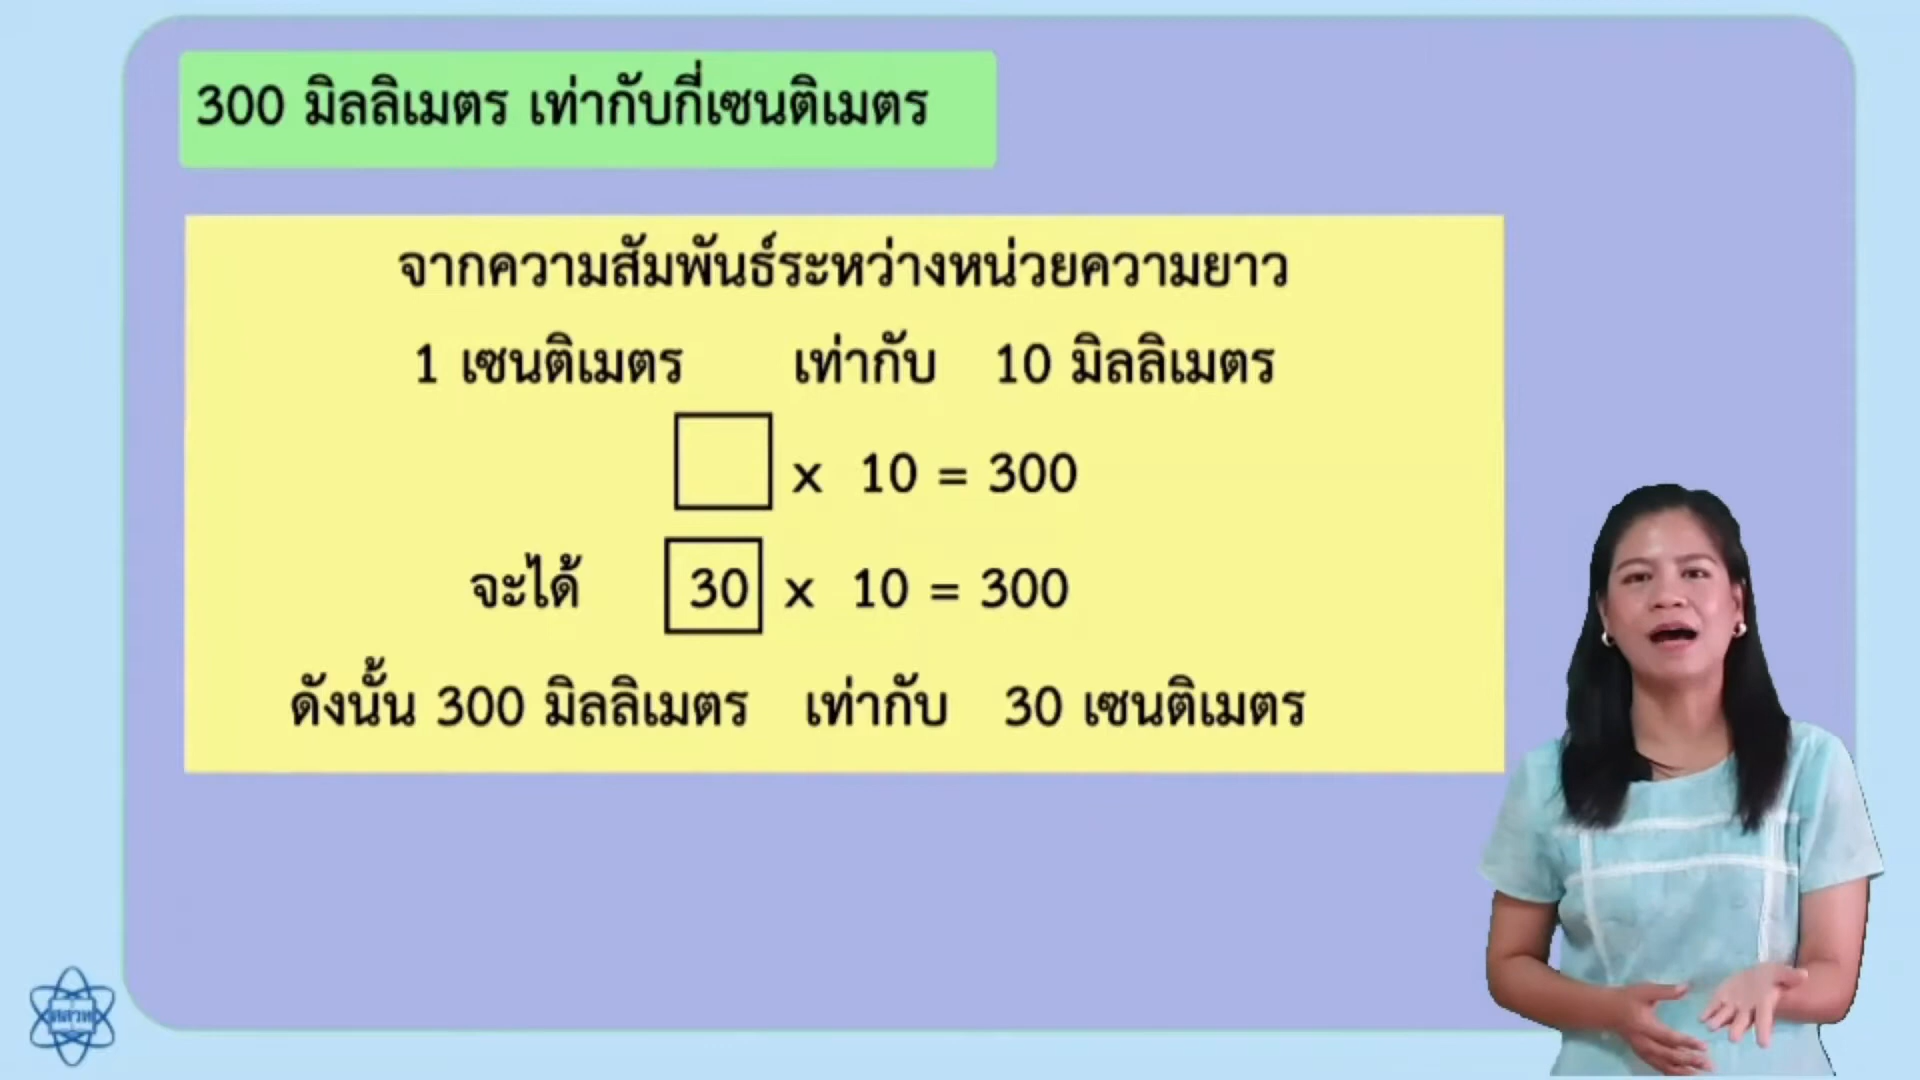 300 มิลลิเมตร เท่ากับกี่เซนติเมตร
จากความสัมพันธ์ระหว่างหน่วยความยาว
1 เซนติเมตร เท่ากับ 10 มิลลิเมตร
x 10 = 300
จะได้ 30 x 10 = 300
ดังนั้น 300 มิลลิเมตร เท่ากับ 30 เซนติเมตร
สสวท